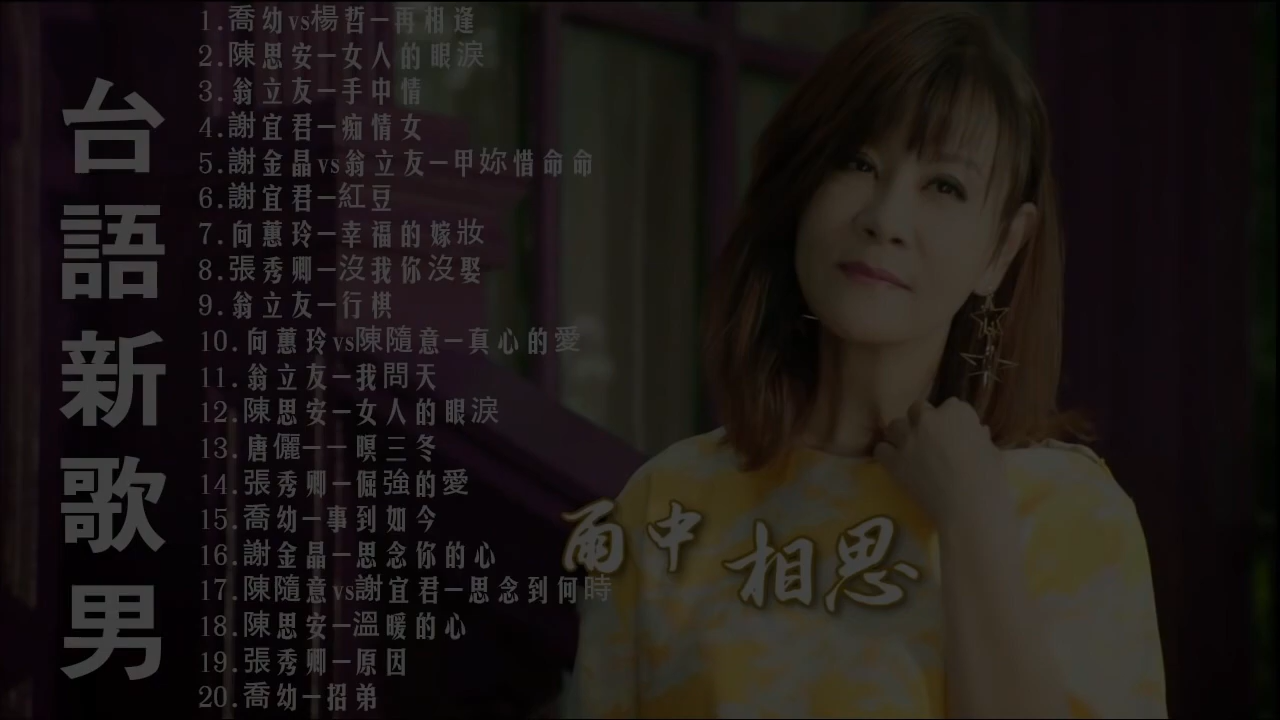 台語新歌男
1.喬幼vs楊哲－再相逢
2.陳思安－女人的眼淚
3.翁立友－手中情
4.謝宜君－痴情女
5.謝金晶vs翁立友－甲妳惜命命
6.謝宜君－紅豆
7.向蕙玲－幸福的嫁妝
8.張秀卿－沒我你沒娶
9.翁立友－行棋
10.向蕙玲vs陳隨意－真心的愛
11.翁立友－我問天
12.陳思安－女人的眼淚
13.唐儷－一暝三冬
14.張秀卿－倔強的愛
15.喬幼－事到如今
16.謝金晶－思念你的心
17.陳隨意vs謝宜君－思念到何時
18.陳思安－溫暖的心
19.張秀卿－原因
20.喬幼－招弟
雨中相思